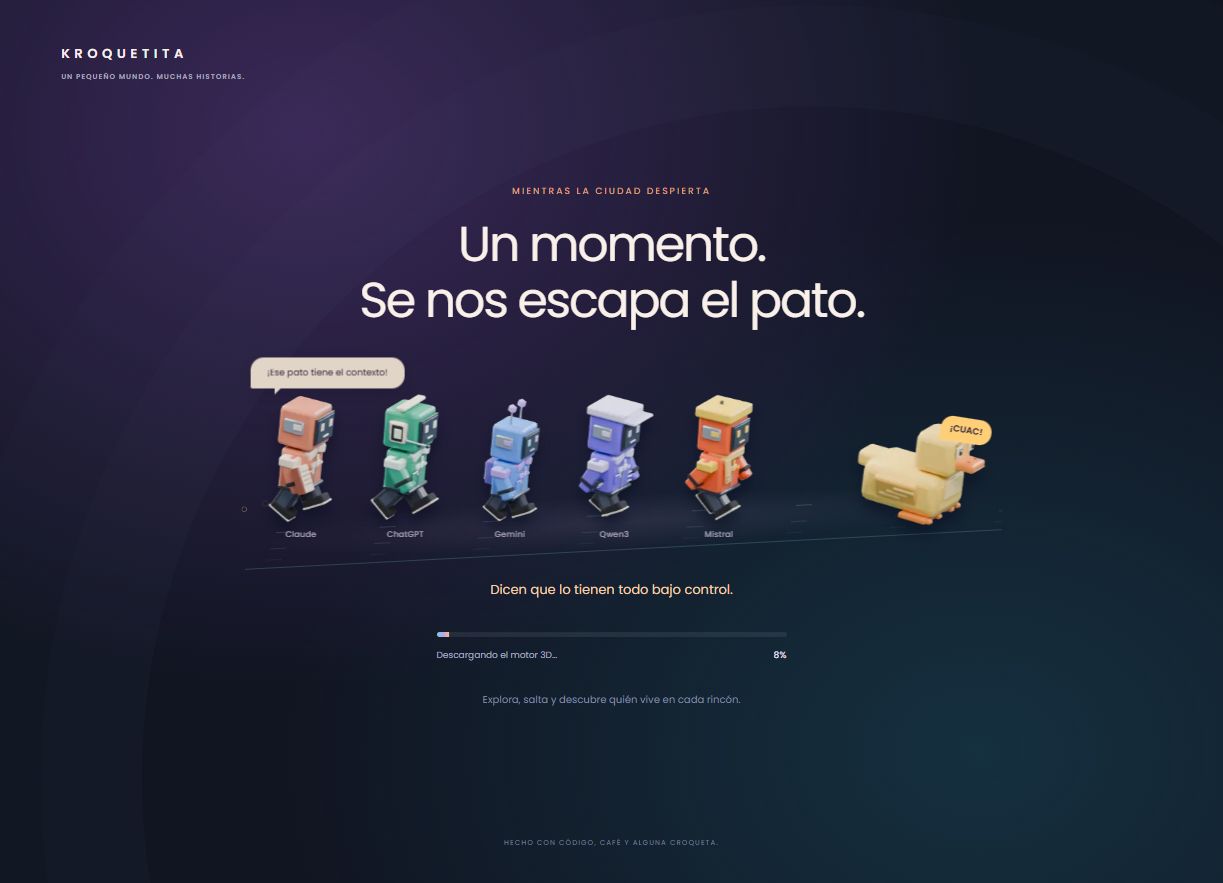 KROQUETITA
UN PEQUEÑO MUNDO. MUCHAS HISTORIAS.
MIENTRAS LA CIUDAD DESPIERTA
Un momento.
Se nos escapa el pato.
¡Ese pato tiene el contexto!
¡CUAC!
Claude
ChatGPT
Gemini
Qwen3
Mistral
Dicen que lo tienen todo bajo control.
Descargando el motor 3D...
8%
Explora, salta y descubre quién vive en cada rincón.
HECHO CON CÓDIGO, CAFÉ Y ALGUNA CROQUETA.